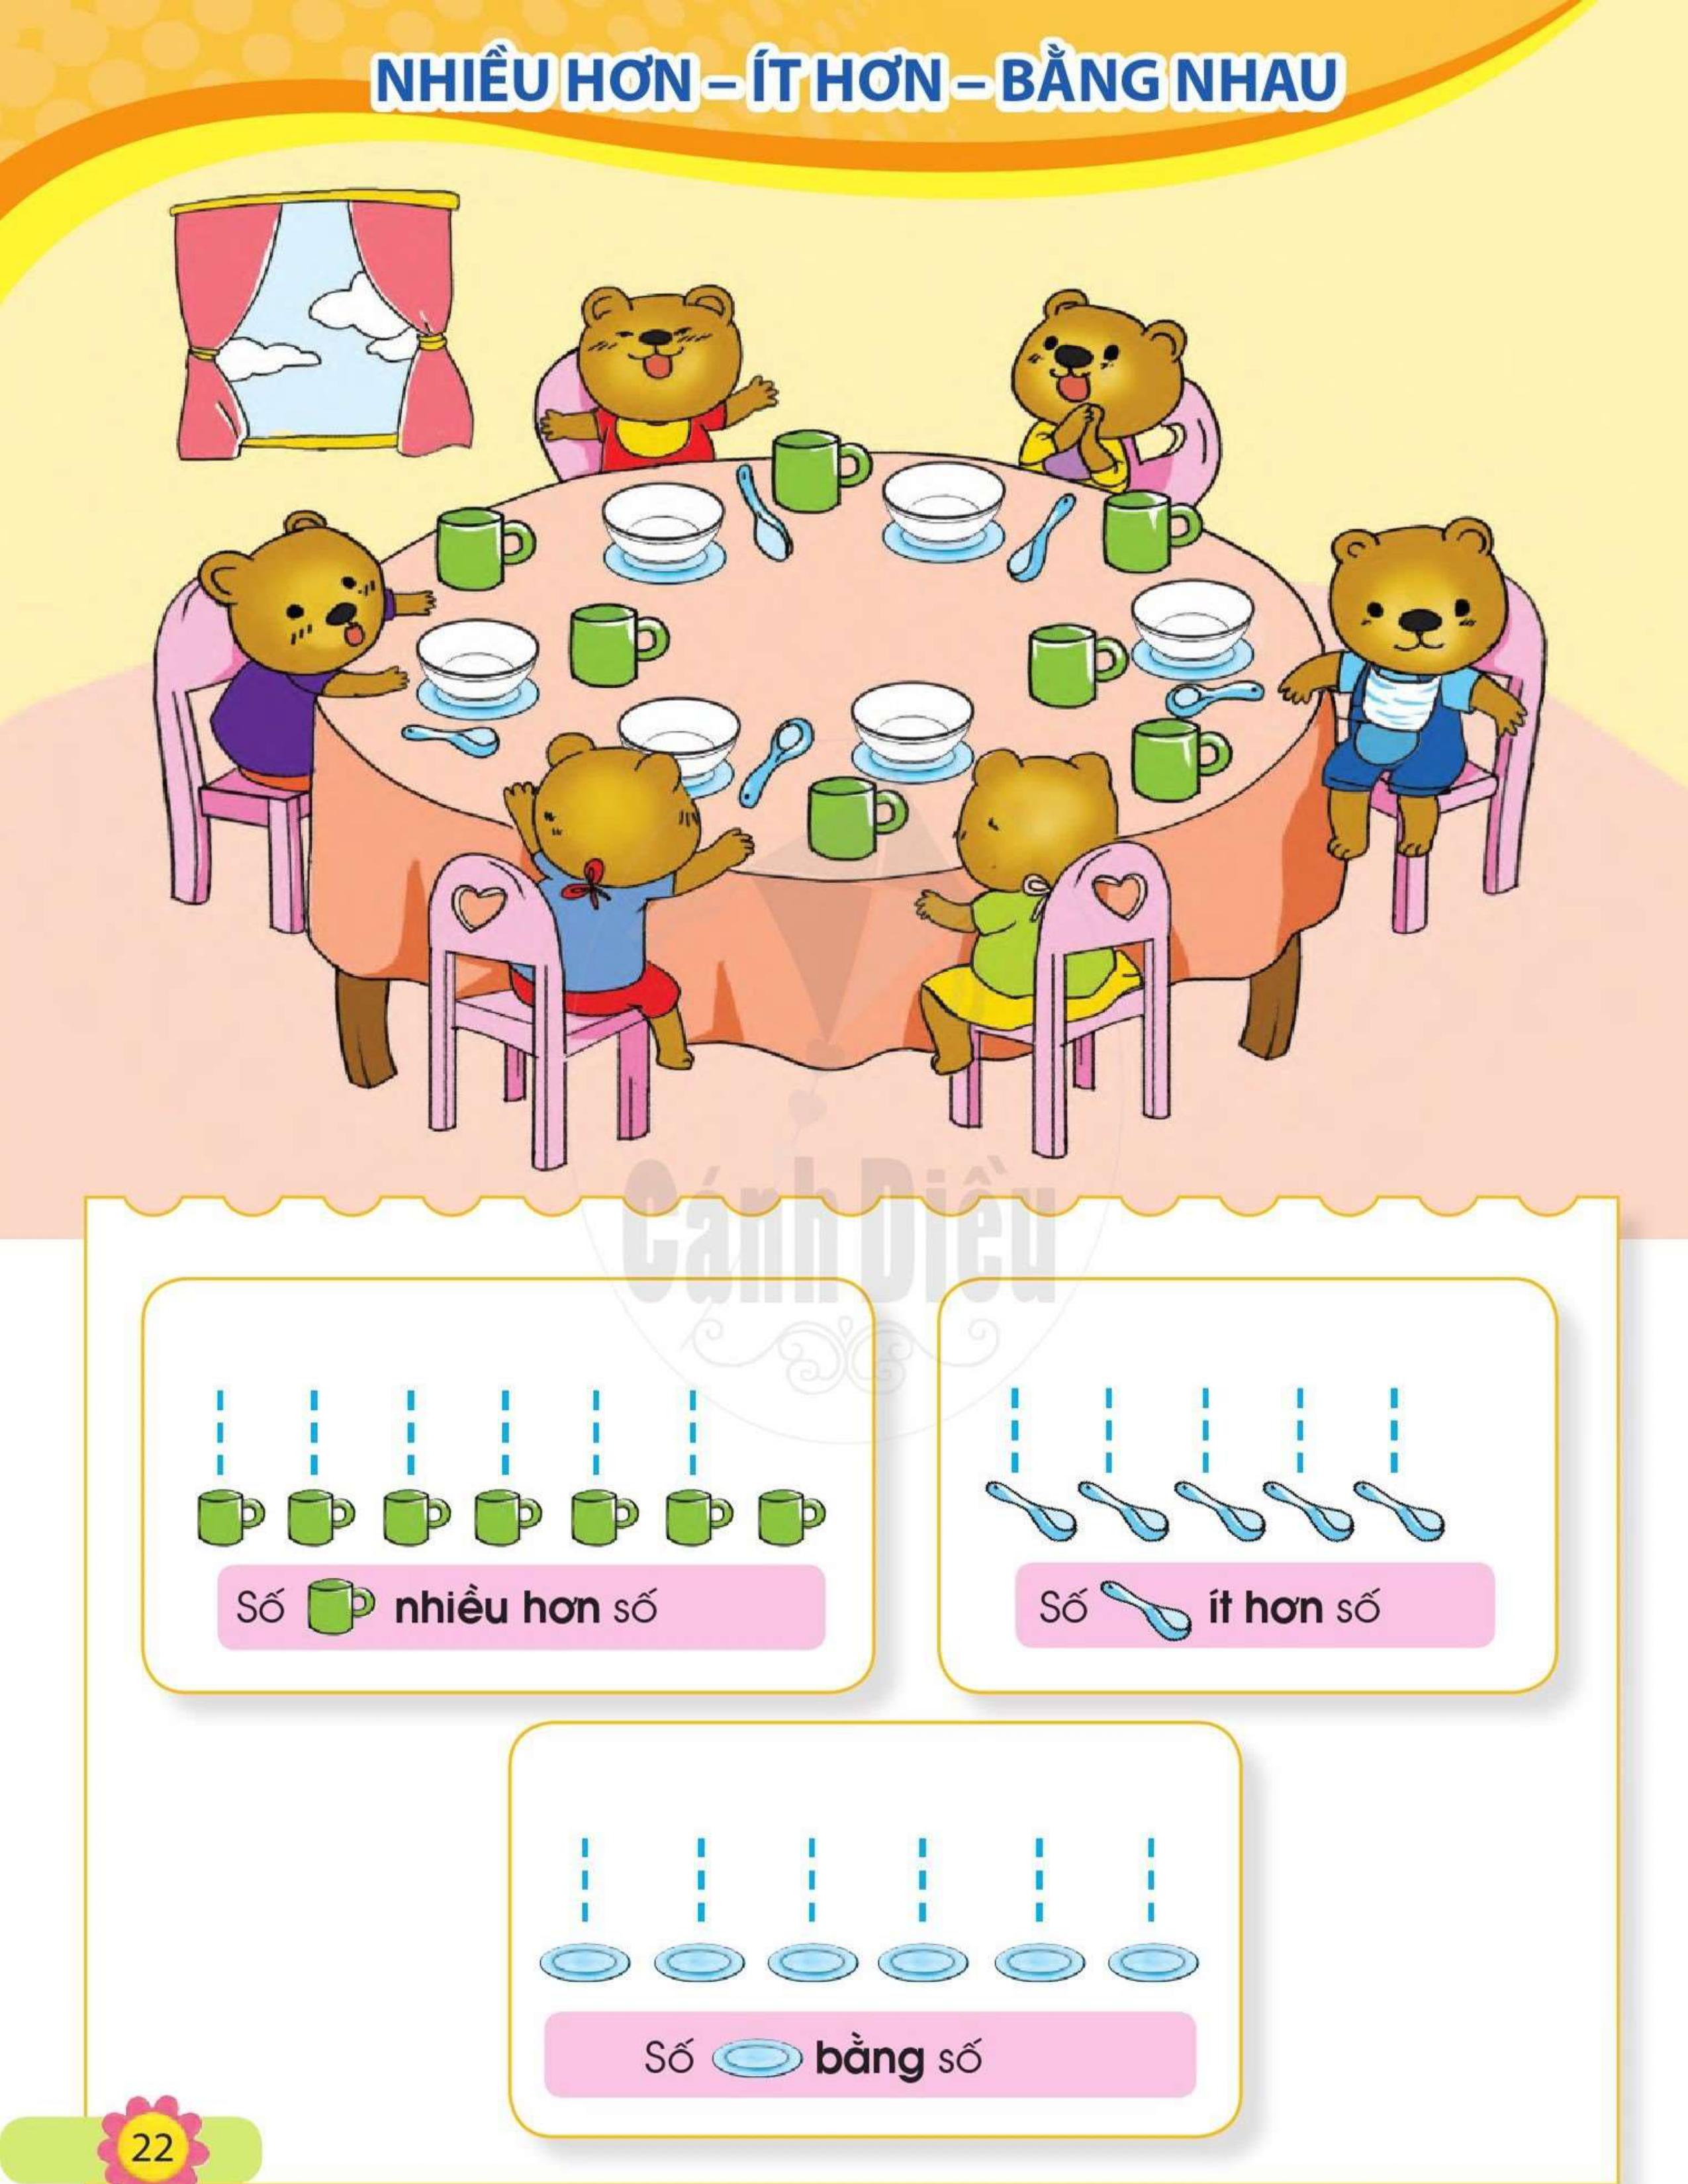 NHIỀU HƠN – ÍT HƠN – BẰNG NHAU
Cánh Diều
Số nhiều hơn số
Số ít hơn số
Số bằng số
22